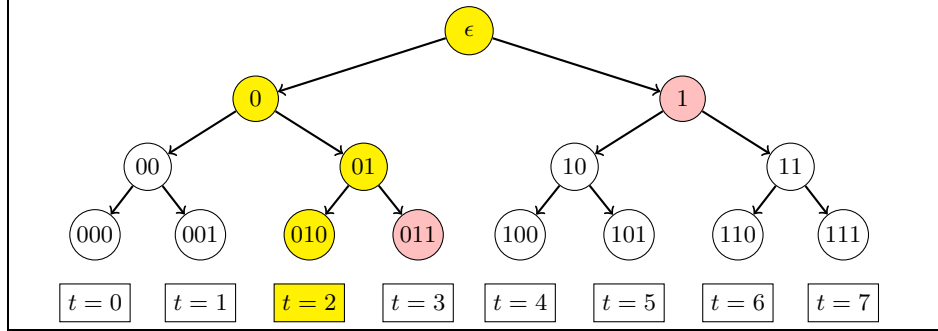 ϵ
0 1
00 01 10 11
000 001 010 011 100 101 110 111
t = 0 t = 1 t = 2 t = 3 t = 4 t = 5 t = 6 t = 7